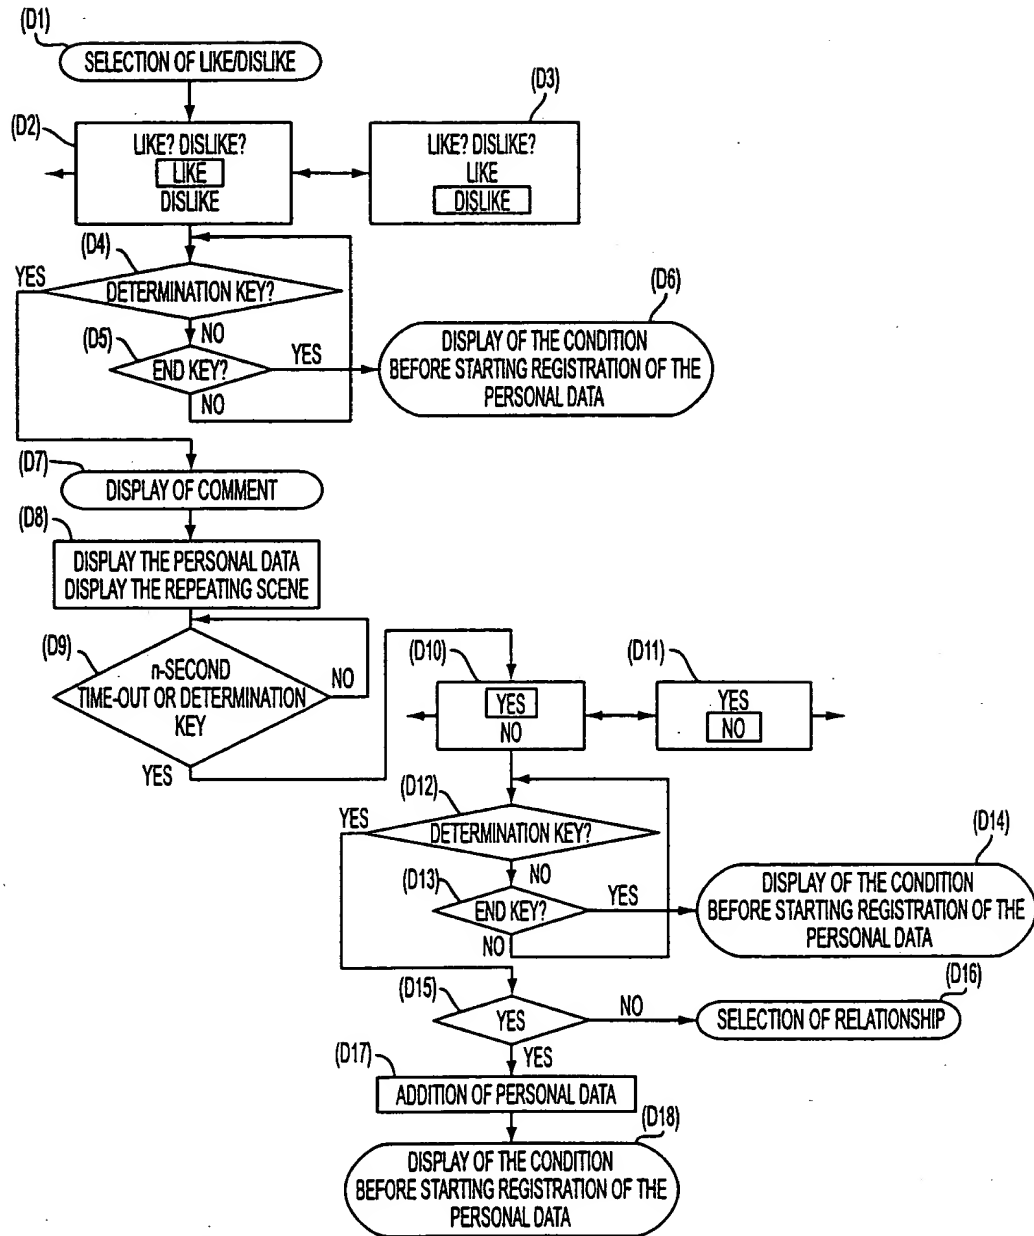 (D1)
SELECTION OF LIKE/DISLIKE
(D2)
LIKE? DISLIKE?
LIKE
DISLIKE
(D3)
LIKE? DISLIKE?
LIKE
DISLIKE
(D4)
YES
DETERMINATION KEY?
NO
(D5)
END KEY?
YES
NO
(D6)
DISPLAY OF THE CONDITION
BEFORE STARTING REGISTRATION OF THE
PERSONAL DATA
(D7)
DISPLAY OF COMMENT
(D8)
DISPLAY THE PERSONAL DATA
DISPLAY THE REPEATING SCENE
(D9)
n-SECOND
TIME-OUT OR DETERMINATION
KEY
NO
YES
(D10)
YES
NO
(D11)
YES
NO
(D12)
YES
DETERMINATION KEY?
NO
(D13)
END KEY?
YES
NO
(D14)
DISPLAY OF THE CONDITION
BEFORE STARTING REGISTRATION OF THE
PERSONAL DATA
(D15)
YES
NO
YES
(D16)
SELECTION OF RELATIONSHIP
(D17)
ADDITION OF PERSONAL DATA
(D18)
DISPLAY OF THE CONDITION
BEFORE STARTING REGISTRATION OF THE
PERSONAL DATA